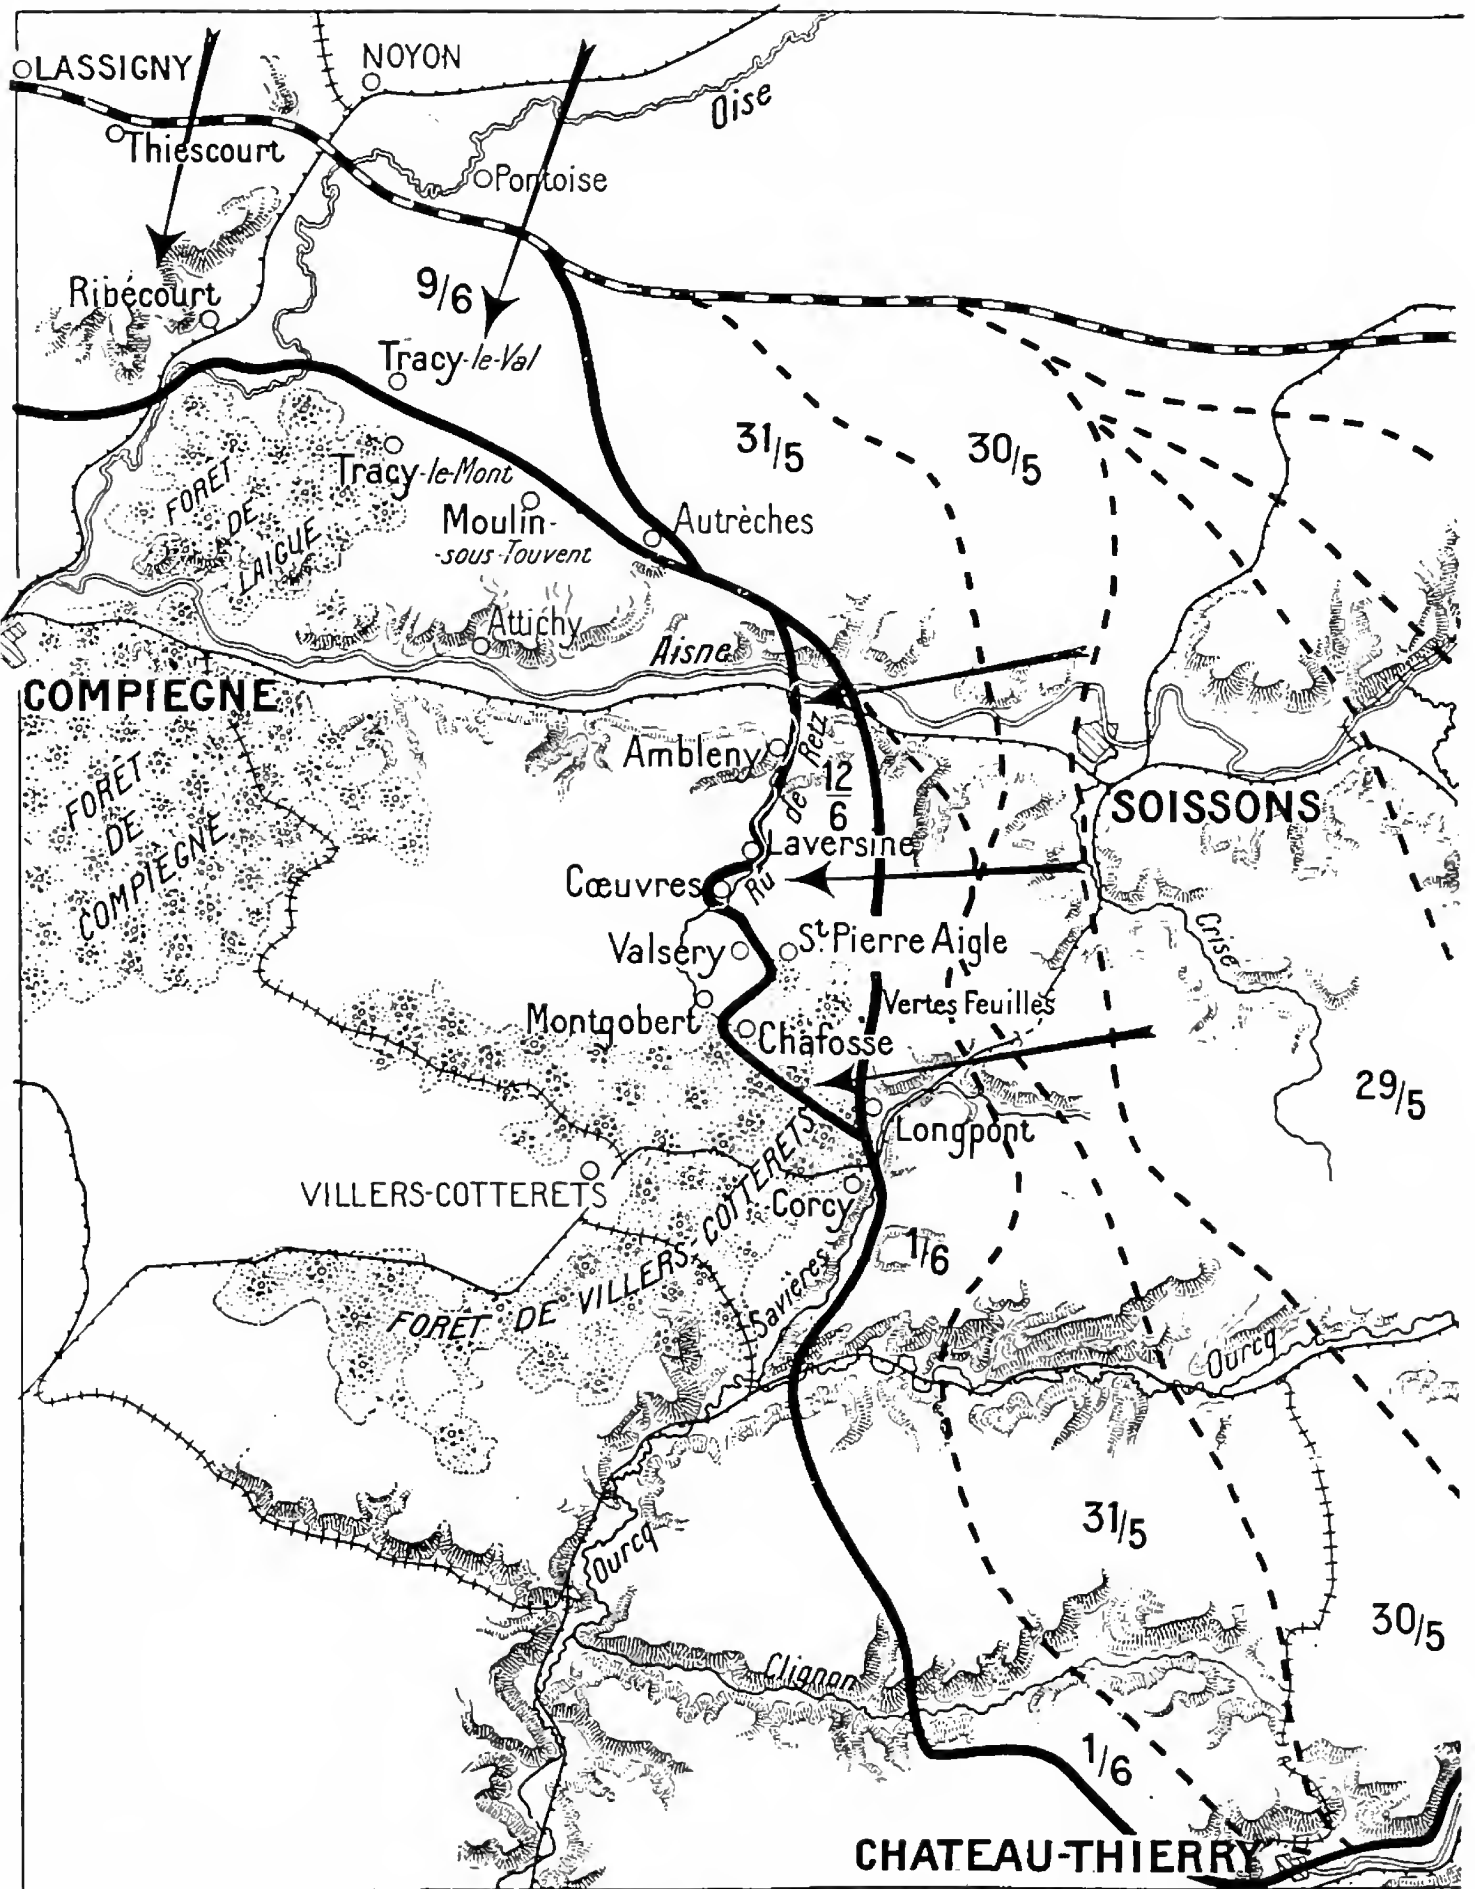 LASSIGNY
NOYON
Oise
Thiescourt
Pontoise
Ribécourt
9/6
Tracy-le-Val
31/5
30/5
Tracy-le-Mont
FORÊT
DE
LAIGUE
Moulin-
-sous-Touvent
Autrèches
Attichy
Aisne
COMPIÈGNE
Ambleny
Ru de Retz
12/6
SOISSONS
FORÊT
DE
COMPIÈGNE
Laversine
Cœuvres
Valsery
St Pierre Aigle
Crise
Montgobert
Vertes Feuilles
Chafosse
29/5
Longpont
VILLERS-COTTERETS
Corcy
1/6
FORÊT DE VILLERS-COTTERETS
Savières
Ourcq
31/5
Ourcq
30/5
Clignon
1/6
CHATEAU-THIERRY